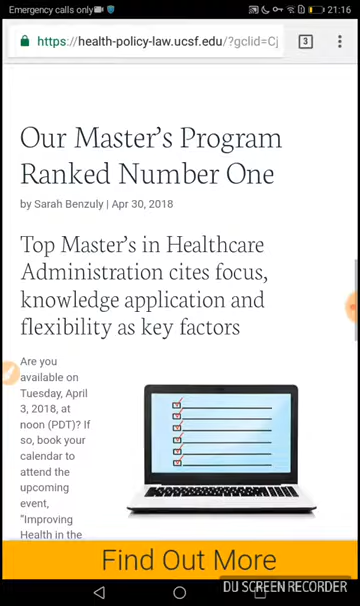 Emergency calls only
21:16
https://health-policy-law.ucsf.edu/?gclid=Cj
3
Our Master's Program
Ranked Number One
by Sarah Benzuly | Apr 30, 2018
Top Master's in Healthcare
Administration cites focus,
knowledge application and
flexibility as key factors
Are you
available on
Tuesday, April
3, 2018, at
noon (PDT)? If
so, book your
calendar to
attend the
upcoming
event,
"Improving
Health in the
Find Out More
DU SCREEN RECORDER